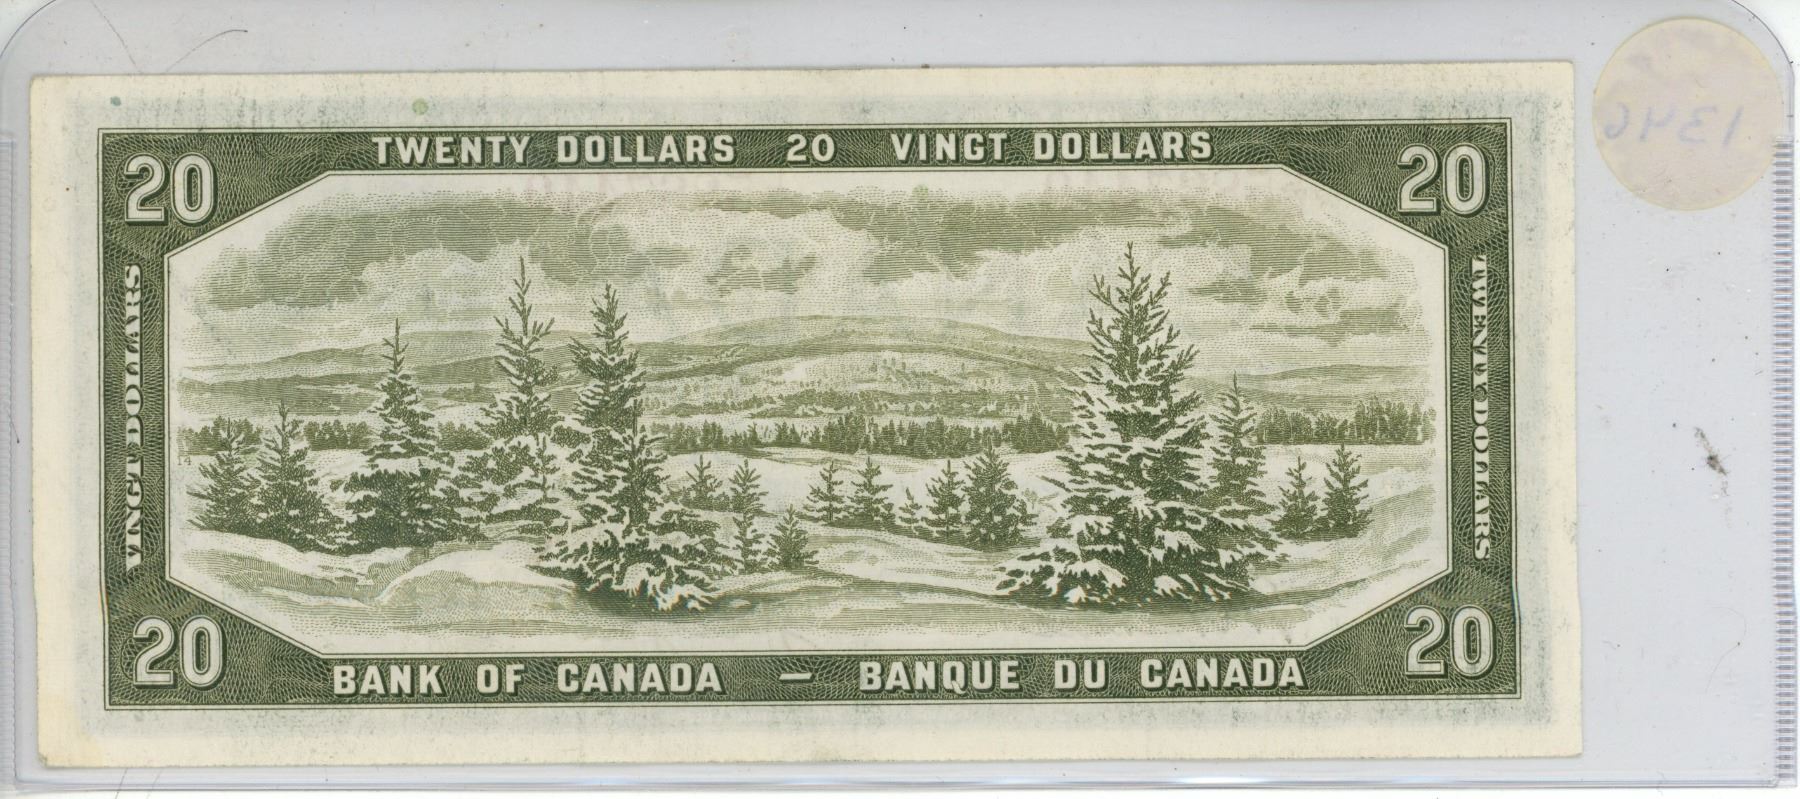 TWENTY DOLLARS 20 VINGT DOLLARS
20
20
VINGT DOLLARS
TWENTY DOLLARS
14
20
20
BANK OF CANADA — BANQUE DU CANADA